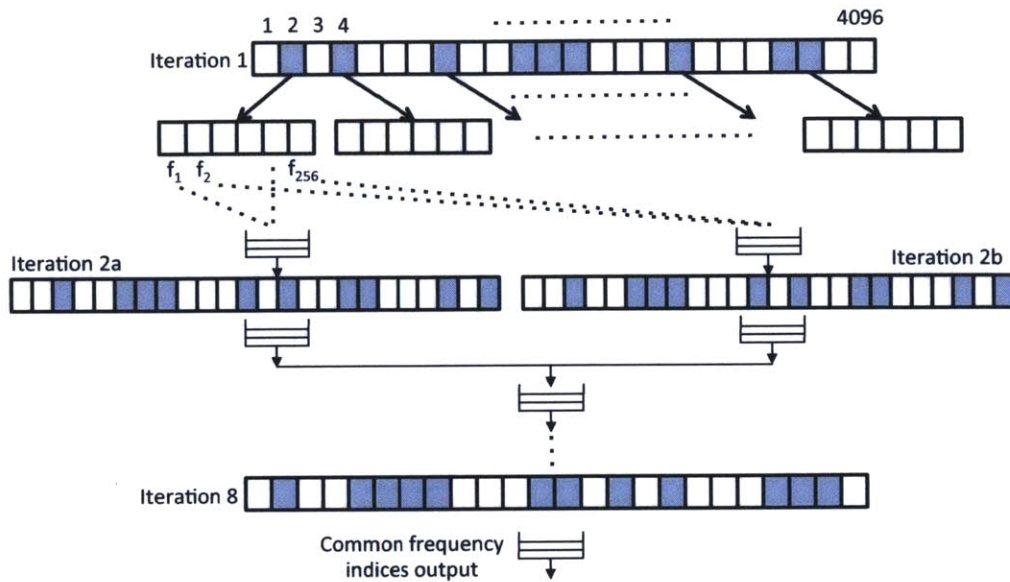 1 2 3 4 4096
Iteration 1
f1 f2 f256
Iteration 2a
Iteration 2b
Iteration 8
Common frequency
indices output